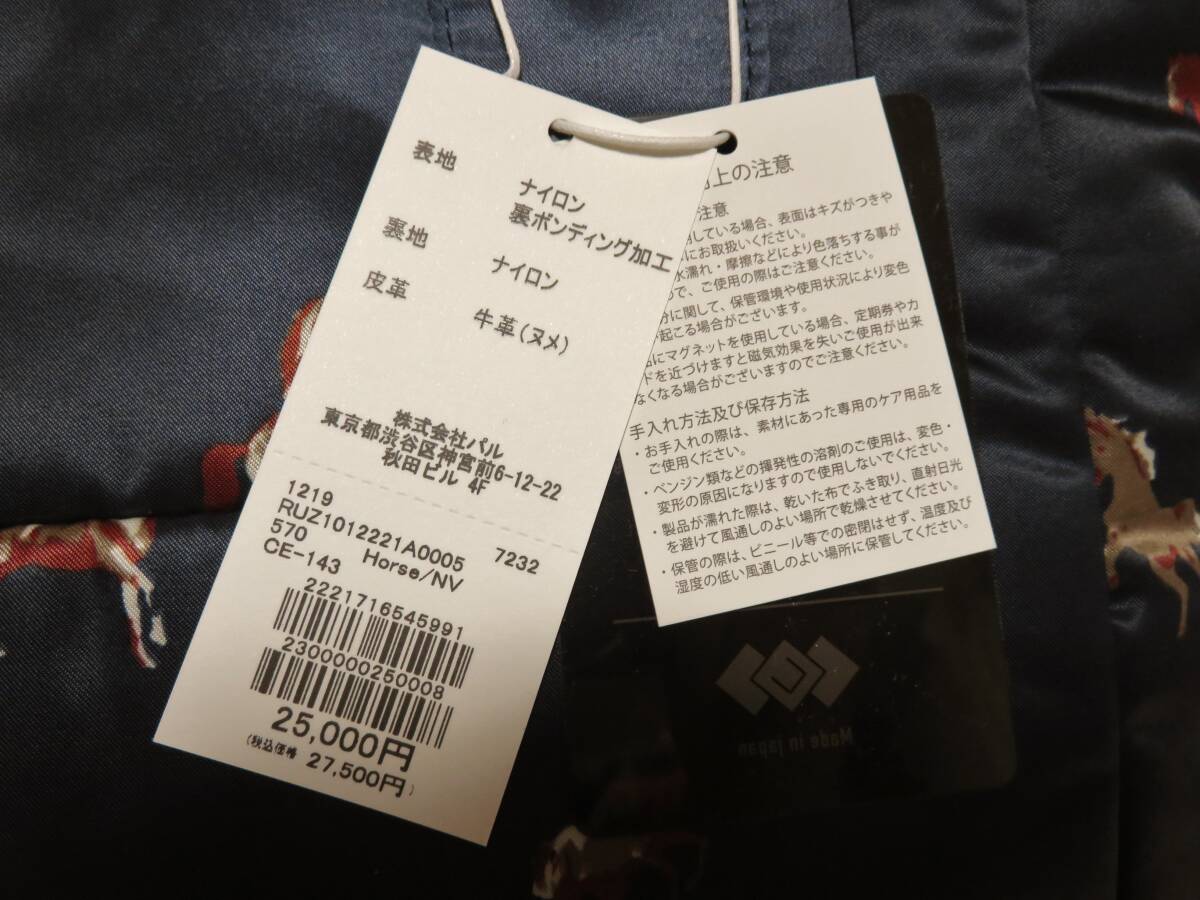 表地
ナイロン
裏ボンディング加工
裏地
ナイロン
皮革
牛革(ヌメ)
株式会社パル
東京都渋谷区神宮前6-12-22
秋田ビル 4F
1219
RUZ1012221A0005 7232
570 Horse/NV
CE-143
2221716545991
2300000250008
25,000円
(税込価格 27,500円)
上の注意
注意
している場合、表面はキズがつきや
にお取扱いください。
水濡れ・摩擦などにより色落ちする事が
で、ご使用の際はご注意ください。
に関して、保管環境や使用状況により変色
起こる場合がございます。
にマグネットを使用している場合、定期券やカ
ドを近づけますと磁気効果を失いご使用が出来
なくなる場合がございますのでご注意ください。
手入れ方法及び保存方法
・お手入れの際は、素材にあった専用のケア用品を
ご使用ください。
・ベンジン類などの揮発性の溶剤のご使用は、変色・
変形の原因になりますので使用しないでください。
・製品が濡れた際は、乾いた布でふき取り、直射日光
を避けて風通しのよい場所で乾燥させてください。
・保管の際は、ビニール等での密閉はせず、温度及び
湿度の低い風通しのよい場所に保管してください。
Made in Japan